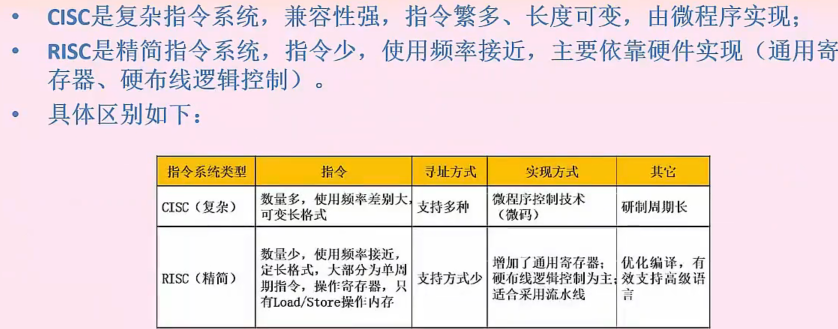 • CISC是复杂指令系统，兼容性强，指令繁多、长度可变，由微程序实现；
• RISC是精简指令系统，指令少，使用频率接近，主要依靠硬件实现（通用寄
存器、硬布线逻辑控制）。
• 具体区别如下：
指令系统类型 指令 寻址方式 实现方式 其它
CISC（复杂） 数量多，使用频率差别大，
可变长格式 支持多种 微程序控制技术
（微码） 研制周期长
RISC（精简） 数量少，使用频率接近，
定长格式，大部分为单周
期指令，操作寄存器，只
有Load/Store操作内存 支持方式少 增加了通用寄存器；
硬布线逻辑控制为主；
适合采用流水线 优化编译，有
效支持高级语
言